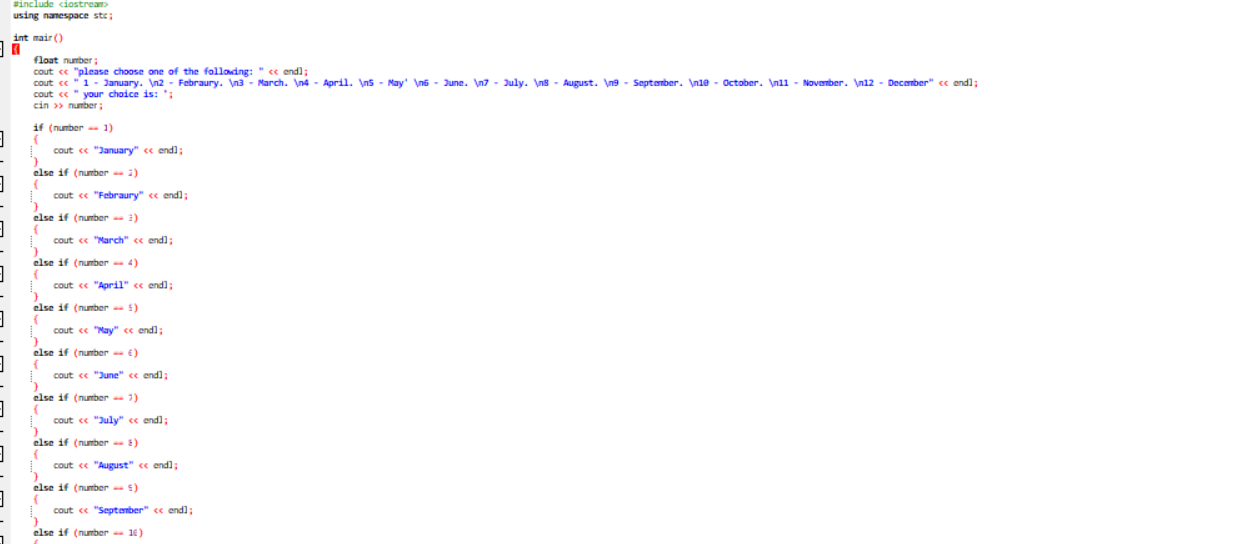 #include <iostream>
using namespace std;
int main()
{
float number;
cout << "please choose one of the following: " << endl;
cout << " 1 - January. \n2 - Febraury. \n3 - March. \n4 - April. \n5 - May' \n6 - June. \n7 - July. \n8 - August. \n9 - September. \n10 - October. \n11 - November. \n12 - December" << endl;
cout << " your choice is: ";
cin >> number;
if (number == 1)
{
cout << "January" << endl;
}
else if (number == 2)
{
cout << "Febraury" << endl;
}
else if (number == 3)
{
cout << "March" << endl;
}
else if (number == 4)
{
cout << "April" << endl;
}
else if (number == 5)
{
cout << "May" << endl;
}
else if (number == 6)
{
cout << "June" << endl;
}
else if (number == 7)
{
cout << "July" << endl;
}
else if (number == 8)
{
cout << "August" << endl;
}
else if (number == 9)
{
cout << "September" << endl;
}
else if (number == 10)
{